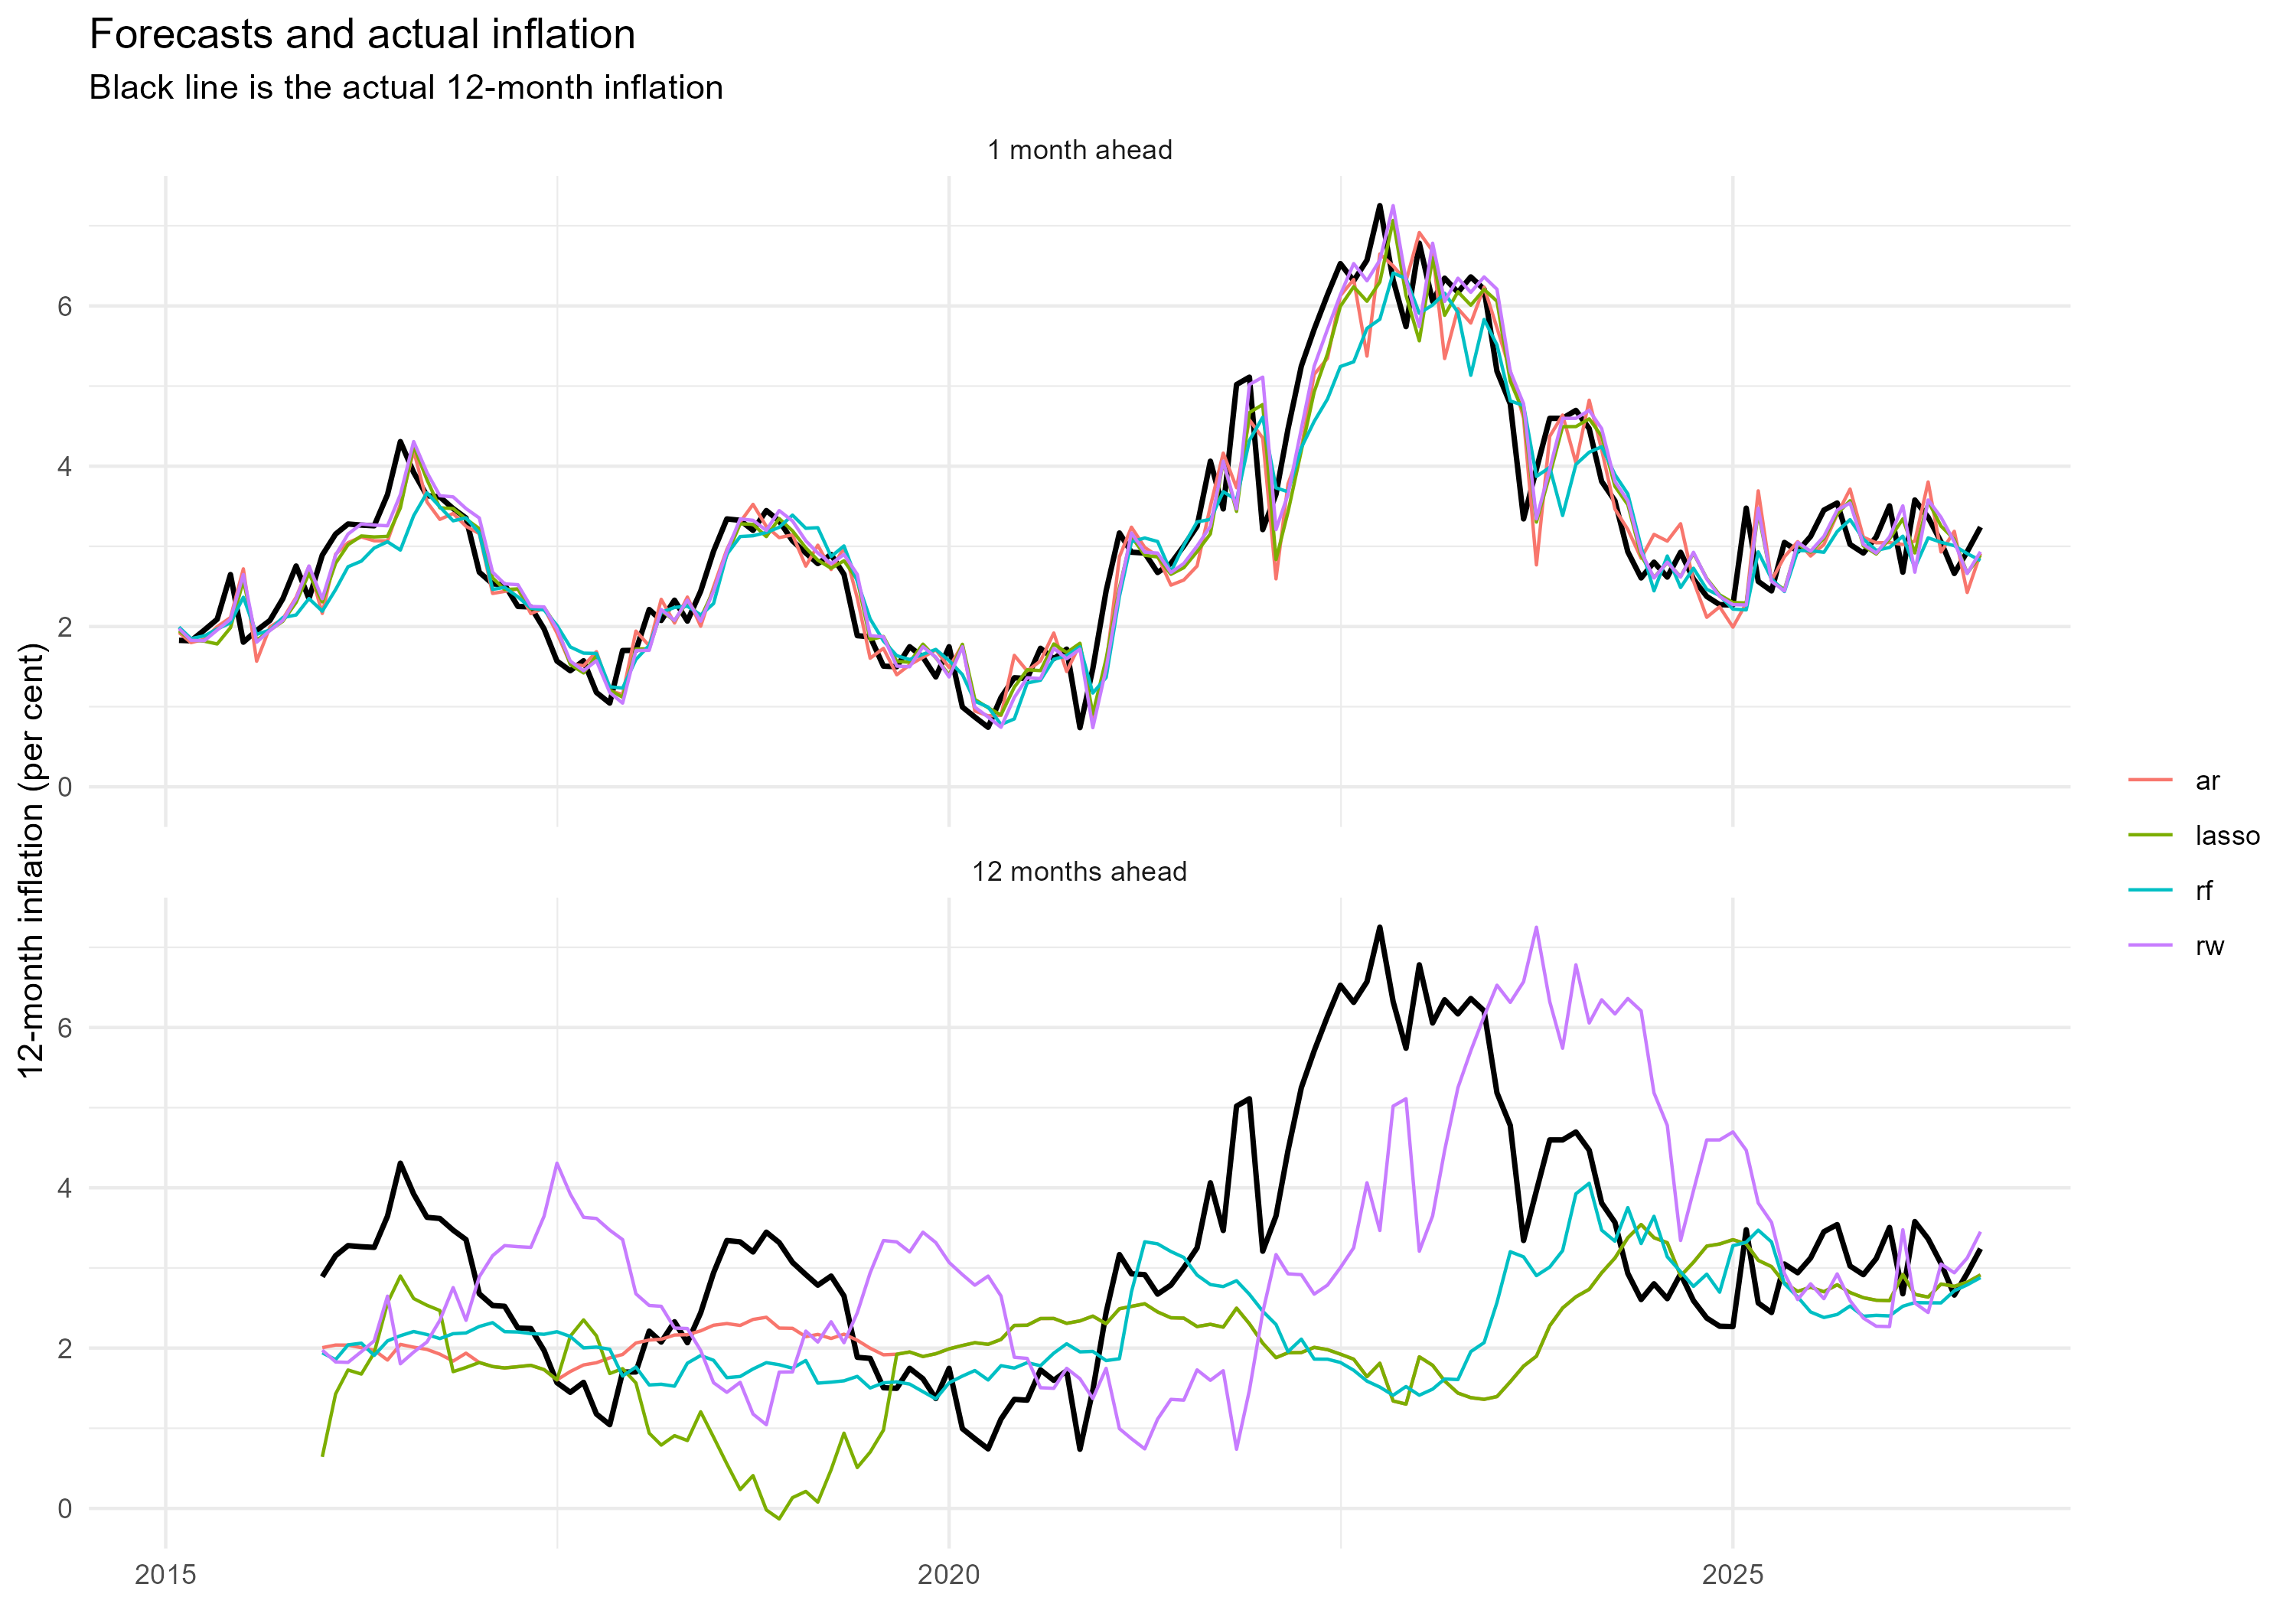 Forecasts and actual inflation
Black line is the actual 12-month inflation
1 month ahead
6
4
2
0
12 months ahead
6
4
2
0
2015
2020
2025
12-month inflation (per cent)
ar
lasso
rf
rw